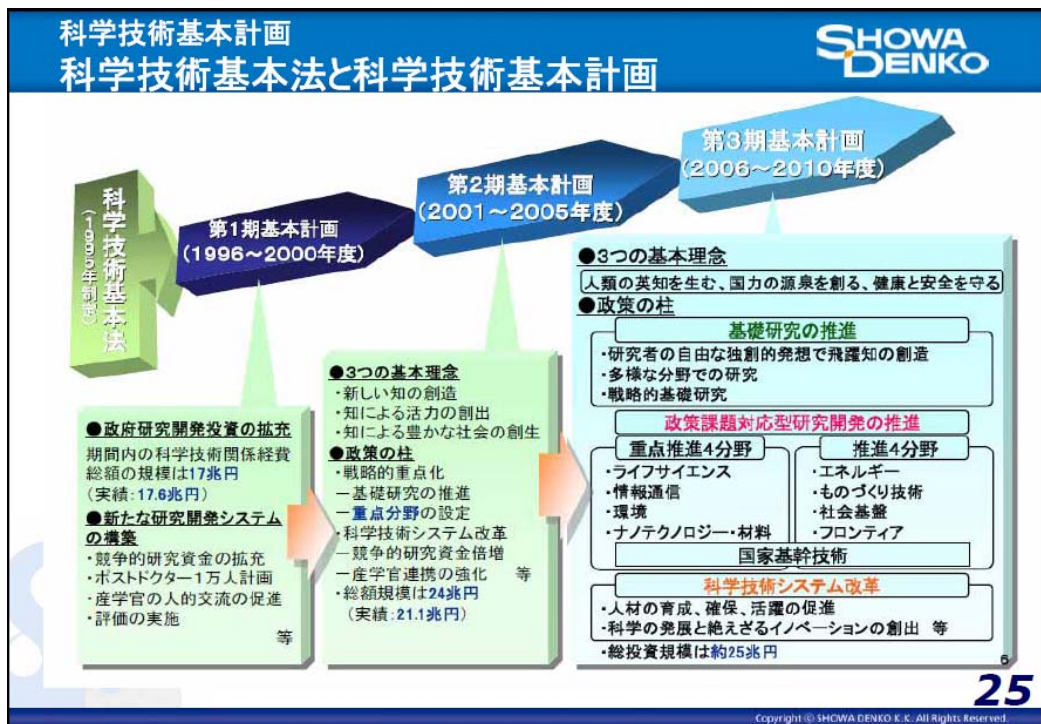 科学技術基本計画
科学技術基本法と科学技術基本計画
SHOWA
DENKO
科学技術基本法
(1995年制定)
第1期基本計画
(1996~2000年度)
第2期基本計画
(2001~2005年度)
第3期基本計画
(2006~2010年度)
●政府研究開発投資の拡充
期間内の科学技術関係経費
総額の規模は17兆円
(実績:17.6兆円)
●新たな研究開発システム
の構築
・競争的研究資金の拡充
・ポストドクター1万人計画
・産学官の人的交流の促進
・評価の実施
等
●3つの基本理念
・新しい知の創造
・知による活力の創出
・知による豊かな社会の創生
●政策の柱
・戦略的重点化
ー基礎研究の推進
ー重点分野の設定
・科学技術システム改革
ー競争的研究資金倍増
ー産学官連携の強化 等
・総額規模は24兆円
(実績:21.1兆円)
●3つの基本理念
人類の英知を生む、国力の源泉を創る、健康と安全を守る
●政策の柱
基礎研究の推進
・研究者の自由な独創的発想で飛躍知の創造
・多様な分野での研究
・戦略的基礎研究
政策課題対応型研究開発の推進
重点推進4分野
・ライフサイエンス
・情報通信
・環境
・ナノテクノロジー・材料
推進4分野
・エネルギー
・ものづくり技術
・社会基盤
・フロンティア
国家基幹技術
科学技術システム改革
・人材の育成、確保、活躍の促進
・科学の発展と絶えざるイノベーションの創出 等
・総投資規模は約25兆円
6
25
Copyright © SHOWA DENKO K.K. All Rights Reserved.